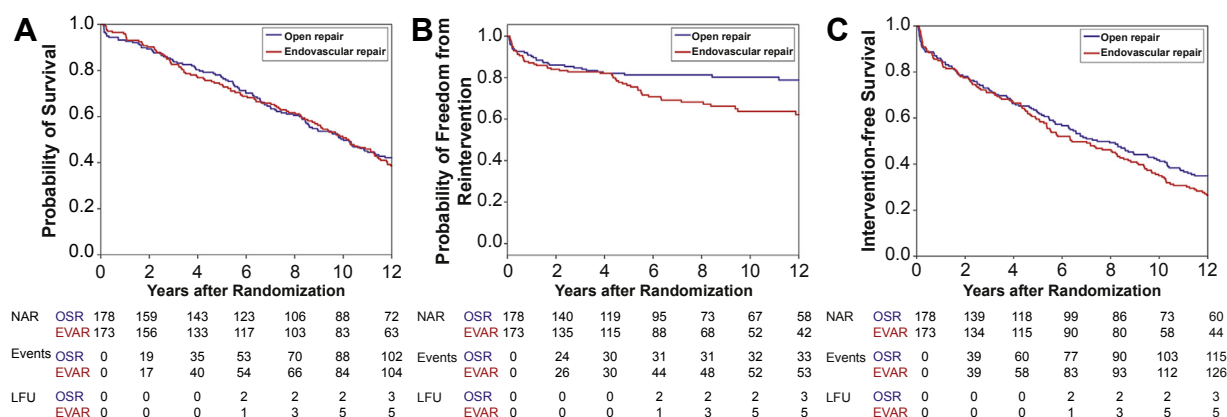 A
Probability of Survival
1.0
0.8
0.6
0.4
0.2
0.0
Open repair
Endovascular repair
0 2 4 6 8 10 12
Years after Randomization
NAR OSR 178 159 143 123 106 88 72
EVAR 173 156 133 117 103 83 63
Events OSR 0 19 35 53 70 88 102
EVAR 0 17 40 54 66 84 104
LFU OSR 0 0 0 2 2 2 3
EVAR 0 0 0 1 3 5 5
B
Probability of Freedom from
Reintervention
1.0
0.8
0.6
0.4
0.2
0.0
Open repair
Endovascular repair
0 2 4 6 8 10 12
Years after Randomization
NAR OSR 178 140 119 95 73 67 58
EVAR 173 135 115 88 68 52 42
Events OSR 0 24 30 31 31 32 33
EVAR 0 26 30 44 48 52 53
LFU OSR 0 0 0 2 2 2 3
EVAR 0 0 0 1 3 5 5
C
Intervention-free Survival
1.0
0.8
0.6
0.4
0.2
0.0
Open repair
Endovascular repair
0 2 4 6 8 10 12
Years after Randomization
NAR OSR 178 139 118 99 86 73 60
EVAR 173 134 115 90 80 58 44
Events OSR 0 39 60 77 90 103 115
EVAR 0 39 58 83 93 112 126
LFU OSR 0 0 0 2 2 2 3
EVAR 0 0 0 1 3 5 5